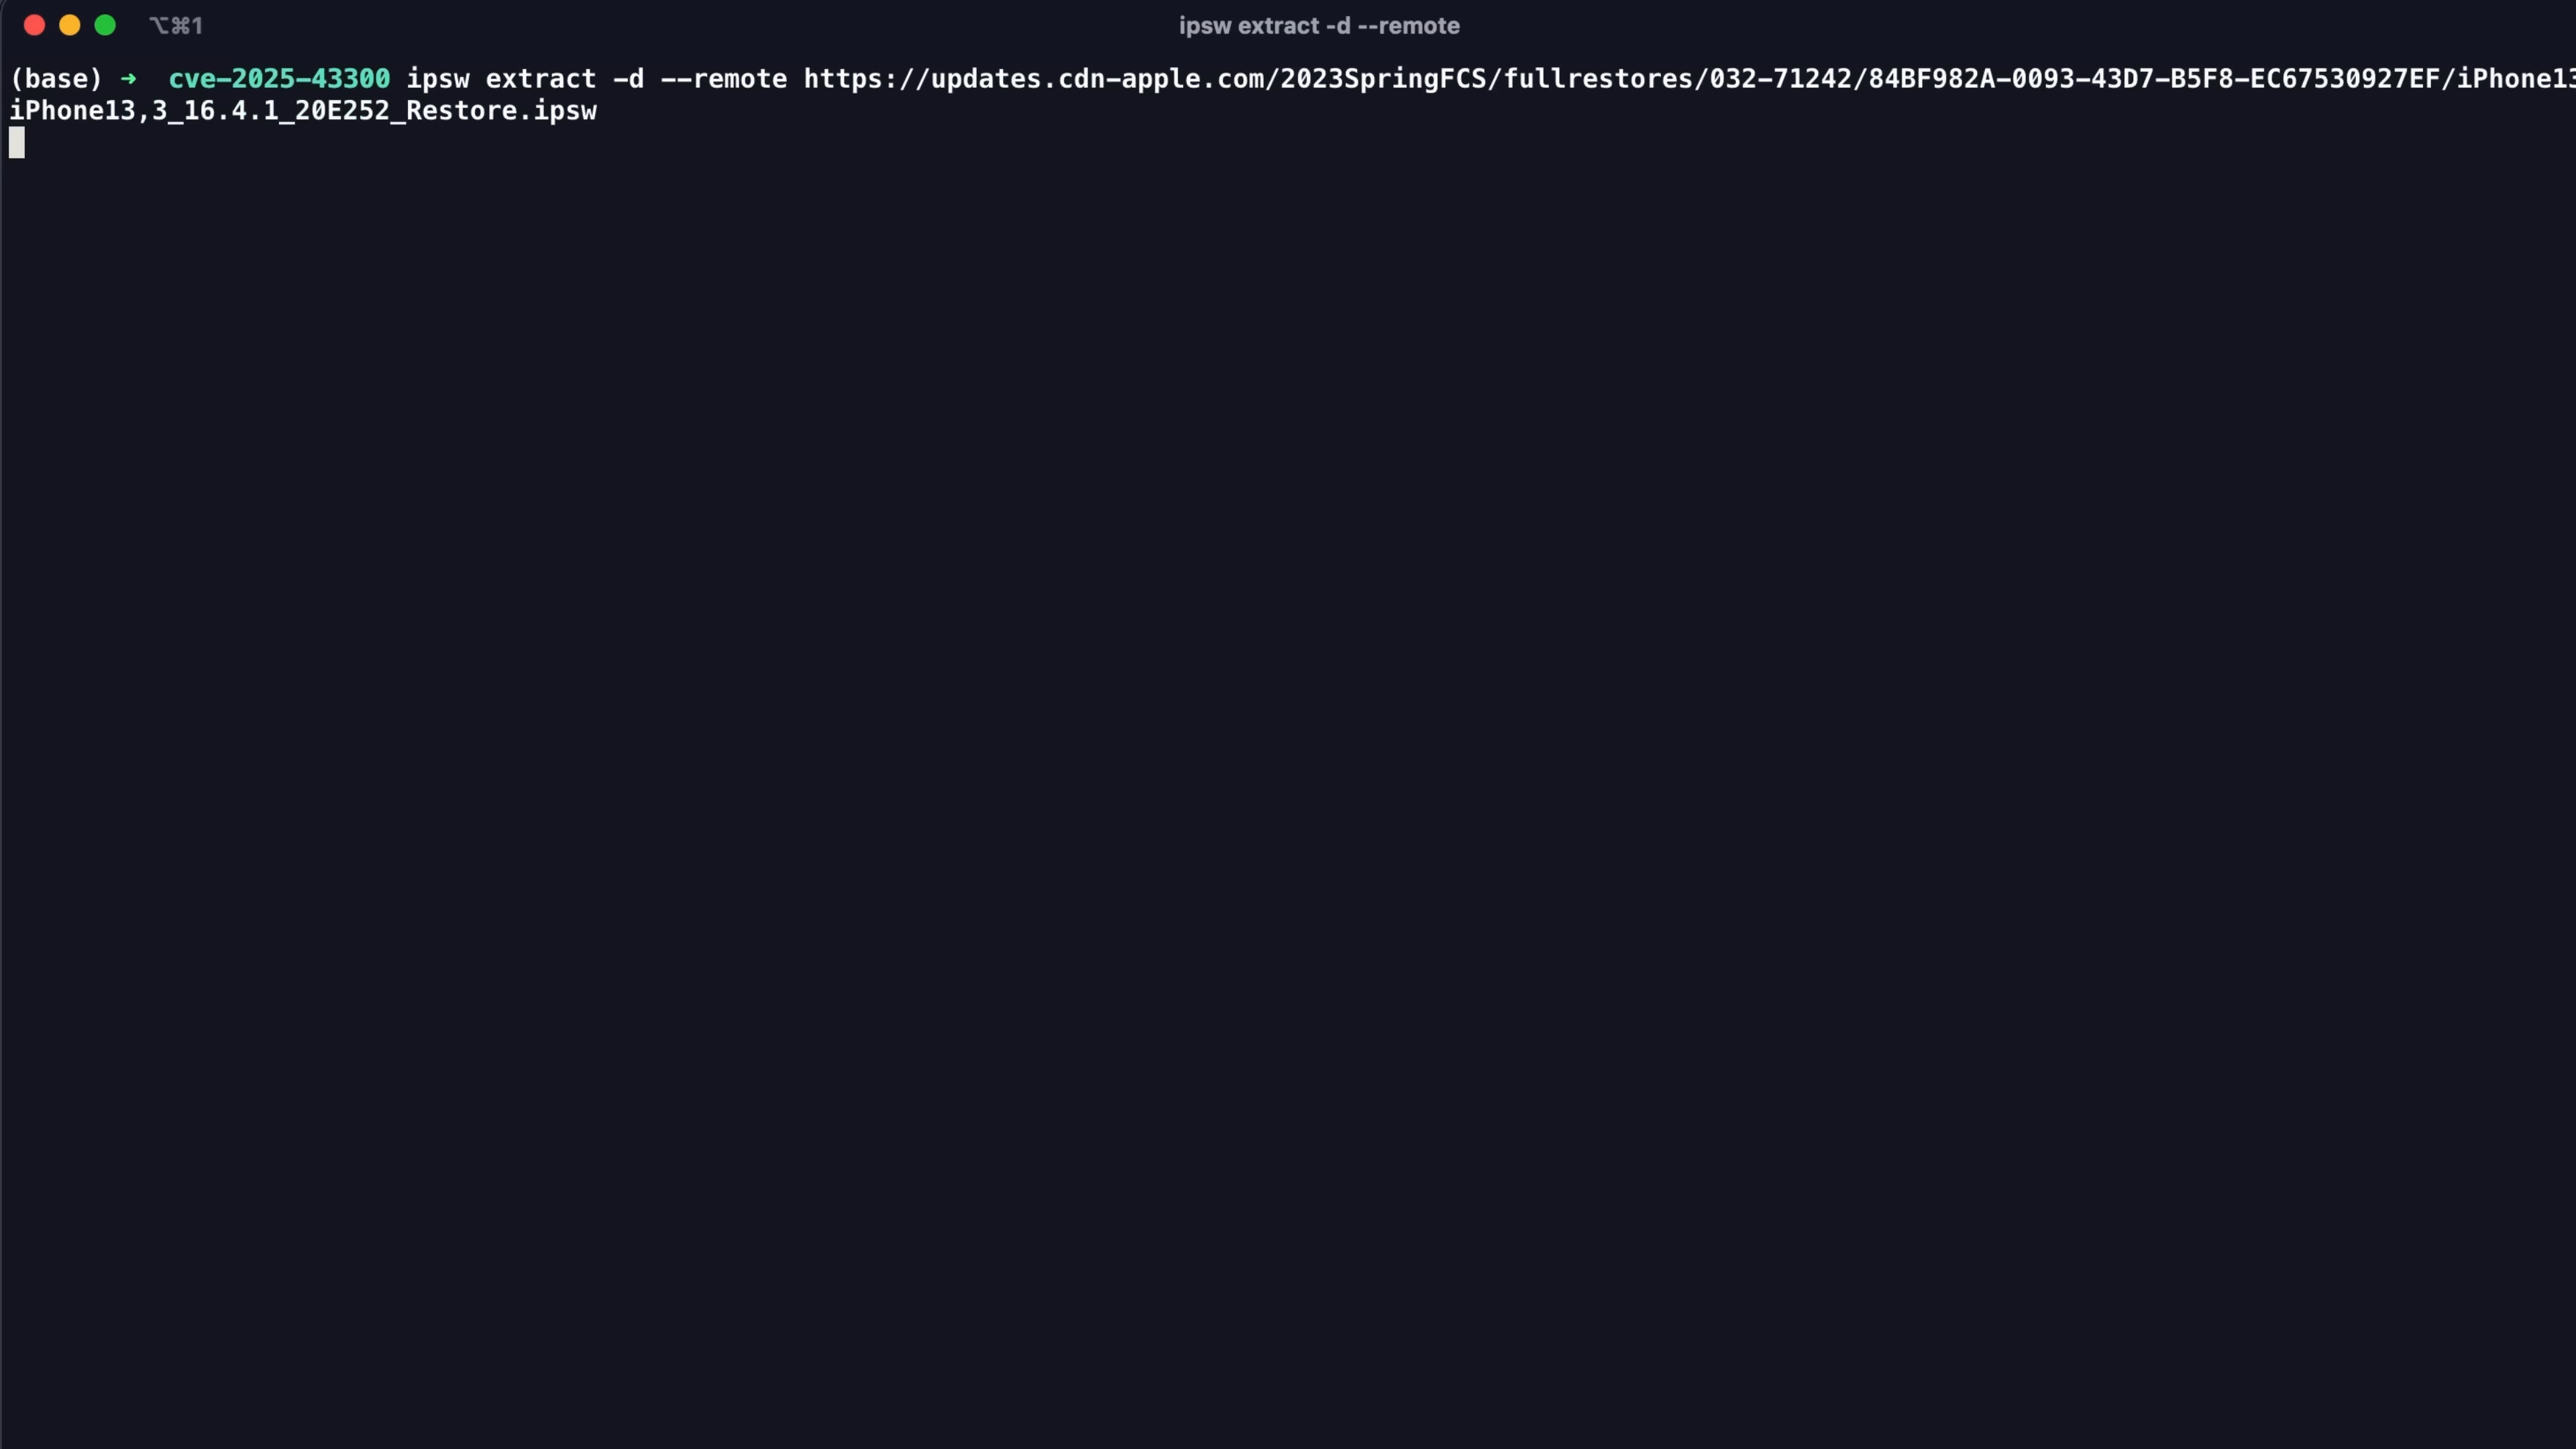 ⌥⌘1
ipsw extract -d --remote
(base) ➜ cve-2025-43300 ipsw extract -d --remote https://updates.cdn-apple.com/2023SpringFCS/fullrestores/032-71242/84BF982A-0093-43D7-B5F8-EC67530927EF/iPhone13
iPhone13,3_16.4.1_20E252_Restore.ipsw